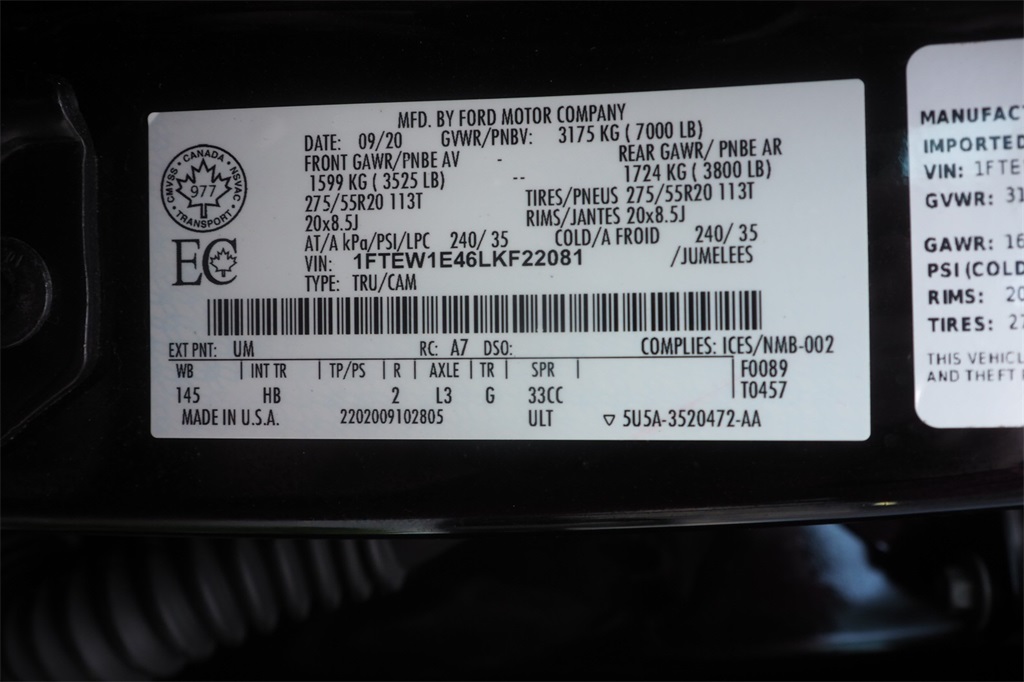 MFD. BY FORD MOTOR COMPANY
DATE: 09/20 GVWR/PNBV: 3175 KG ( 7000 LB)
FRONT GAWR/PNBE AV - REAR GAWR/ PNBE AR
1599 KG ( 3525 LB) -- 1724 KG ( 3800 LB)
275/55R20 113T TIRES/PNEUS 275/55R20 113T
20x8.5J RIMS/JANTES 20x8.5J
AT/A kPa/PSI/LPC 240/ 35 COLD/A FROID 240/ 35
VIN: 1FTEW1E46LKF22081 /JUMELEES
TYPE: TRU/CAM
CANADA
CMVSS NSVAC
977
TRANSPORT
EC
EXT PNT: UM RC: A7 DSO: COMPLIES: ICES/NMB-002
WB | INT TR | TP/PS | R | AXLE | TR | SPR | F0089
145 HB 2 L3 G 33CC T0457
MADE IN U.S.A. 2202009102805 ULT ▽ 5U5A-3520472-AA
MANUFAC
IMPORTED
VIN: 1FTE
GVWR: 31
GAWR: 16
PSI (COLD
RIMS: 20
TIRES: 27
THIS VEHICL
AND THEFT